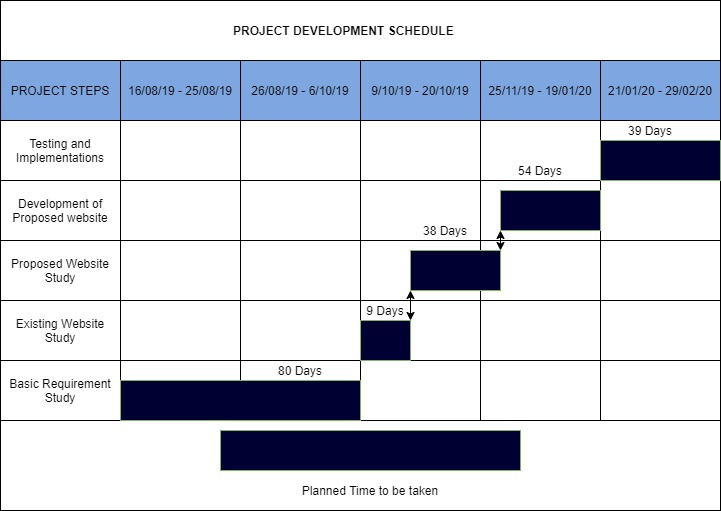 PROJECT DEVELOPMENT SCHEDULE
PROJECT STEPS
16/08/19 - 25/08/19
26/08/19 - 6/10/19
9/10/19 - 20/10/19
25/11/19 - 19/01/20
21/01/20 - 29/02/20
Testing and
Implementations
39 Days
Development of
Proposed website
54 Days
Proposed Website
Study
38 Days
Existing Website
Study
9 Days
Basic Requirement
Study
80 Days
Planned Time to be taken